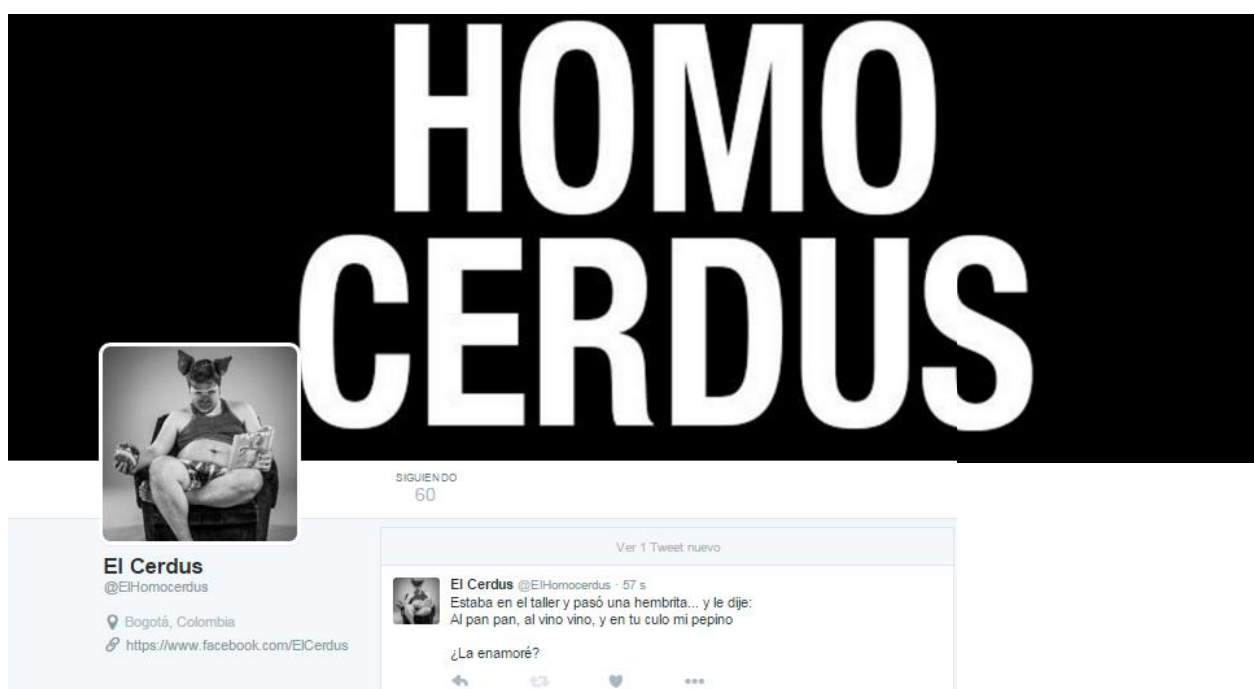 HOMO
CERDUS
SIGUIENDO
60
El Cerdus
@ElHomocerdus
Bogotá, Colombia
https://www.facebook.com/ElCerdus
Ver 1 Tweet nuevo
El Cerdus @ElHomocerdus · 57 s
Estaba en el taller y pasó una hembrita... y le dije:
Al pan pan, al vino vino, y en tu culo mi pepino
¿La enamoré?